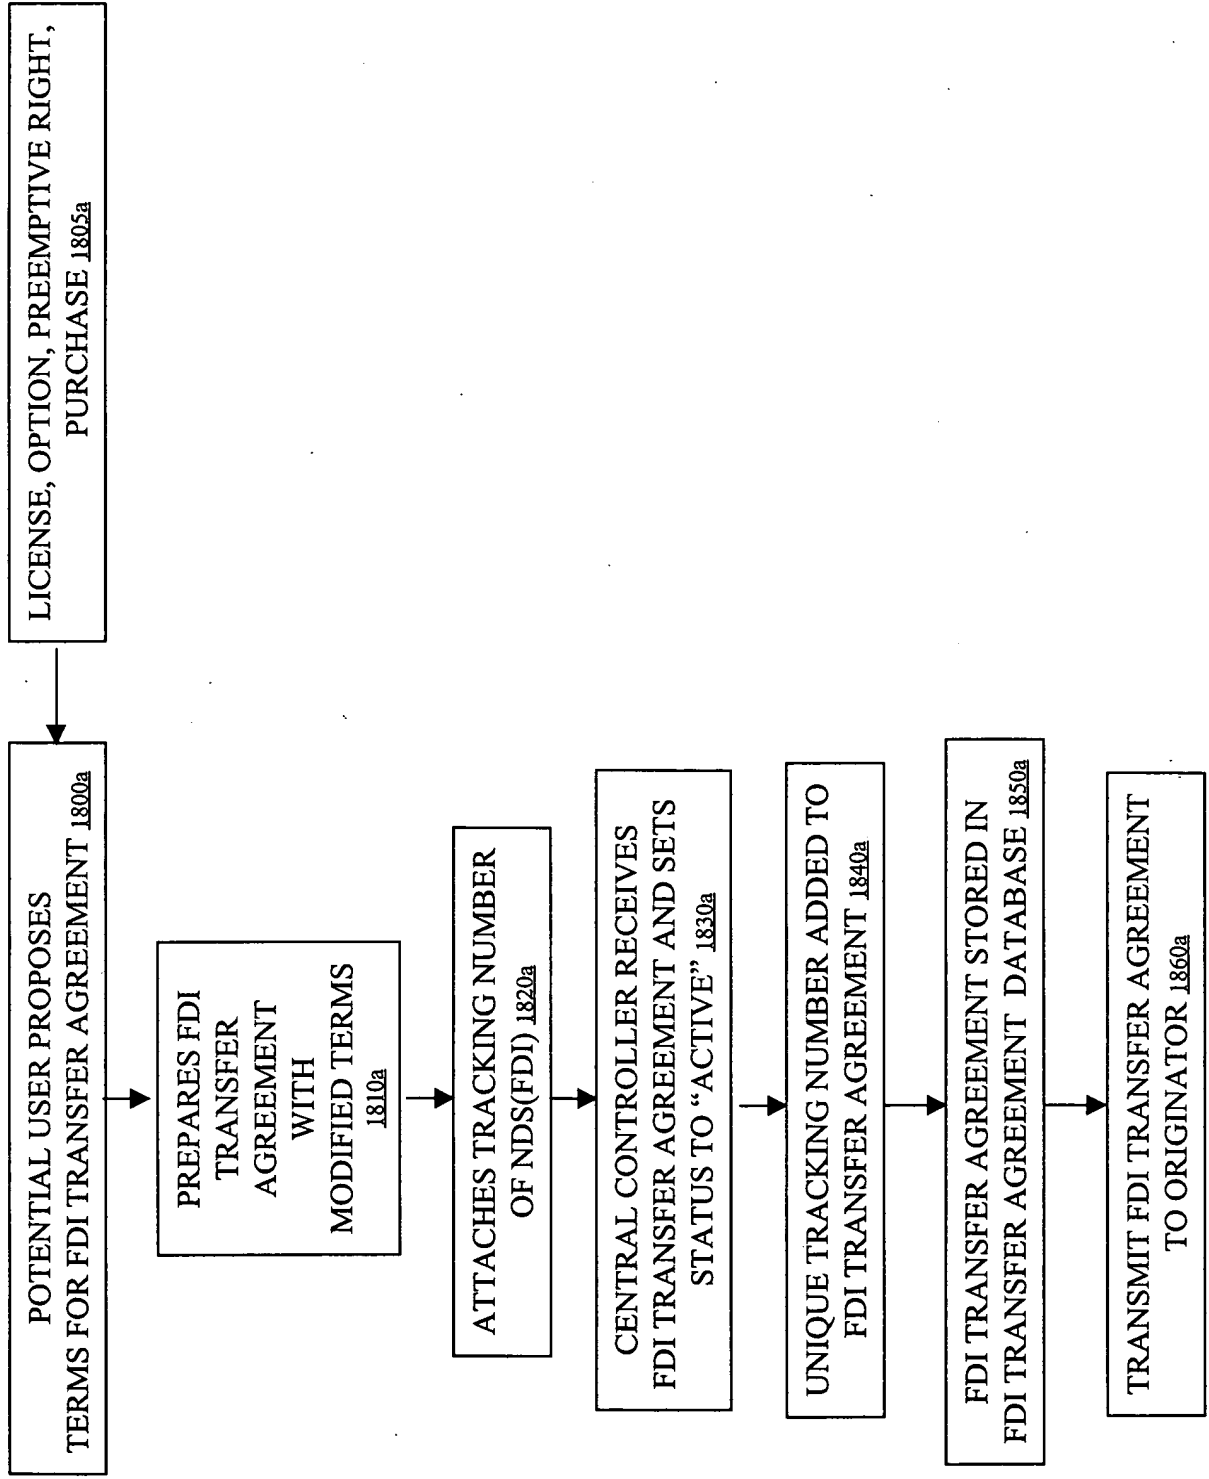 LICENSE, OPTION, PREEMPTIVE RIGHT,
PURCHASE 1805a
POTENTIAL USER PROPOSES
TERMS FOR FDI TRANSFER AGREEMENT 1800a
PREPARES FDI
TRANSFER
AGREEMENT
WITH
MODIFIED TERMS
1810a
ATTACHES TRACKING NUMBER
OF NDS(FDI) 1820a
CENTRAL CONTROLLER RECEIVES
FDI TRANSFER AGREEMENT AND SETS
STATUS TO “ACTIVE” 1830a
UNIQUE TRACKING NUMBER ADDED TO
FDI TRANSFER AGREEMENT 1840a
FDI TRANSFER AGREEMENT STORED IN
FDI TRANSFER AGREEMENT DATABASE 1850a
TRANSMIT FDI TRANSFER AGREEMENT
TO ORIGINATOR 1860a